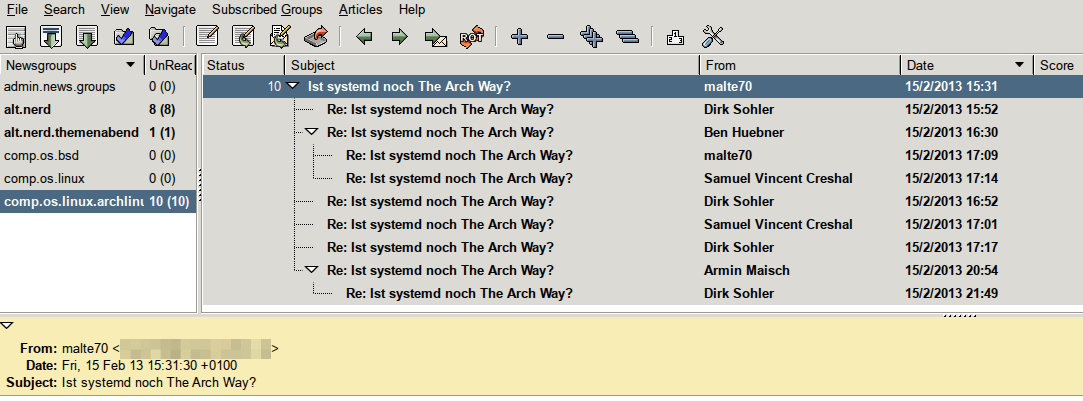 File Search View Navigate Subscribed Groups Articles Help
ROT
Newsgroups UnReac Status Subject From Date Score
admin.news.groups 0 (0) 10 Ist systemd noch The Arch Way? malte70 15/2/2013 15:31
alt.nerd 8 (8) Re: Ist systemd noch The Arch Way? Dirk Sohler 15/2/2013 15:52
alt.nerd.themenabend 1 (1) Re: Ist systemd noch The Arch Way? Ben Huebner 15/2/2013 16:30
comp.os.bsd 0 (0) Re: Ist systemd noch The Arch Way? malte70 15/2/2013 17:09
comp.os.linux 0 (0) Re: Ist systemd noch The Arch Way? Samuel Vincent Creshal 15/2/2013 17:14
comp.os.linux.archlinu 10 (10) Re: Ist systemd noch The Arch Way? Dirk Sohler 15/2/2013 16:52
Re: Ist systemd noch The Arch Way? Samuel Vincent Creshal 15/2/2013 17:01
Re: Ist systemd noch The Arch Way? Dirk Sohler 15/2/2013 17:17
Re: Ist systemd noch The Arch Way? Armin Maisch 15/2/2013 20:54
Re: Ist systemd noch The Arch Way? Dirk Sohler 15/2/2013 21:49
From: malte70 < >
Date: Fri, 15 Feb 13 15:31:30 +0100
Subject: Ist systemd noch The Arch Way?